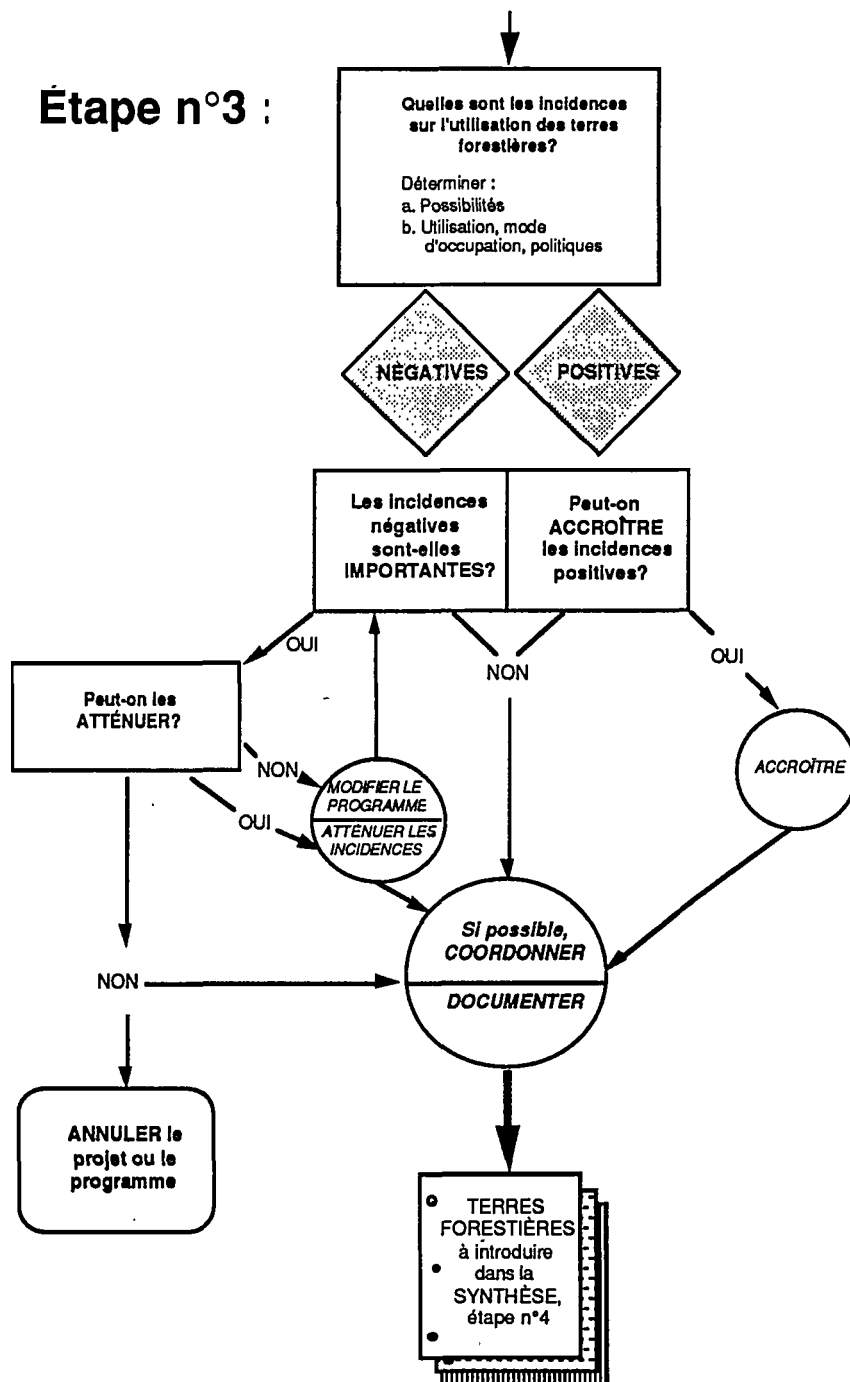 Étape n°3 :
Quelles sont les incidences
sur l'utilisation des terres
forestières?
Déterminer :
a. Possibilités
b. Utilisation, mode
d'occupation, politiques
NÉGATIVES
POSITIVES
Les incidences
négatives
sont-elles
IMPORTANTES?
Peut-on
ACCROÎTRE
les incidences
positives?
OUI
NON
OUI
Peut-on les
ATTÉNUER?
NON
MODIFIER LE
PROGRAMME
OUI
ATTÉNUER LES
INCIDENCES
ACCROÎTRE
Si possible,
COORDONNER
DOCUMENTER
NON
ANNULER le
projet ou le
programme
TERRES
FORESTIÈRES
à introduire
dans la
SYNTHÈSE,
étape n°4